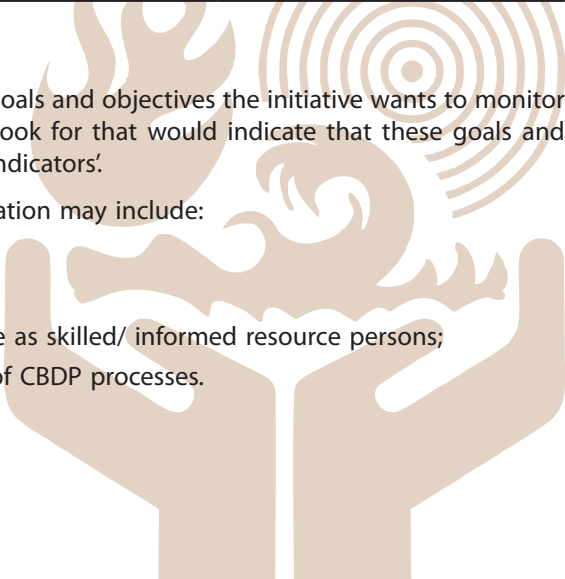 oals and objectives the initiative wants to monitor
ook for that would indicate that these goals and
ndicators'.
ation may include:
e as skilled/ informed resource persons;
of CBDP processes.